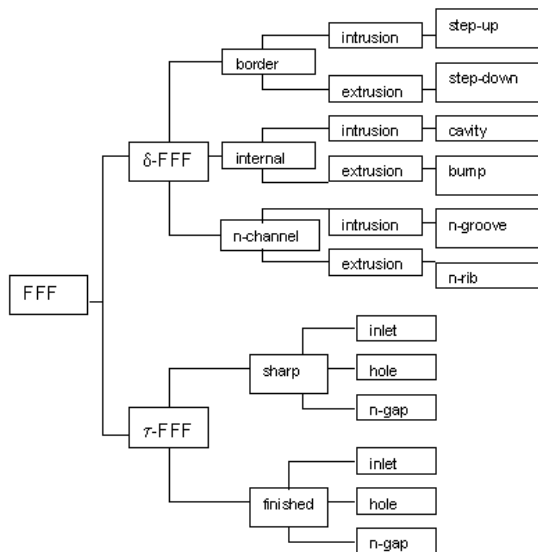 step-up
intrusion
border
extrusion
step-down
intrusion
cavity
δ-FFF
internal
extrusion
bump
intrusion
n-groove
n-channel
extrusion
n-rib
FFF
inlet
sharp
hole
n-gap
τ-FFF
inlet
finished
hole
n-gap